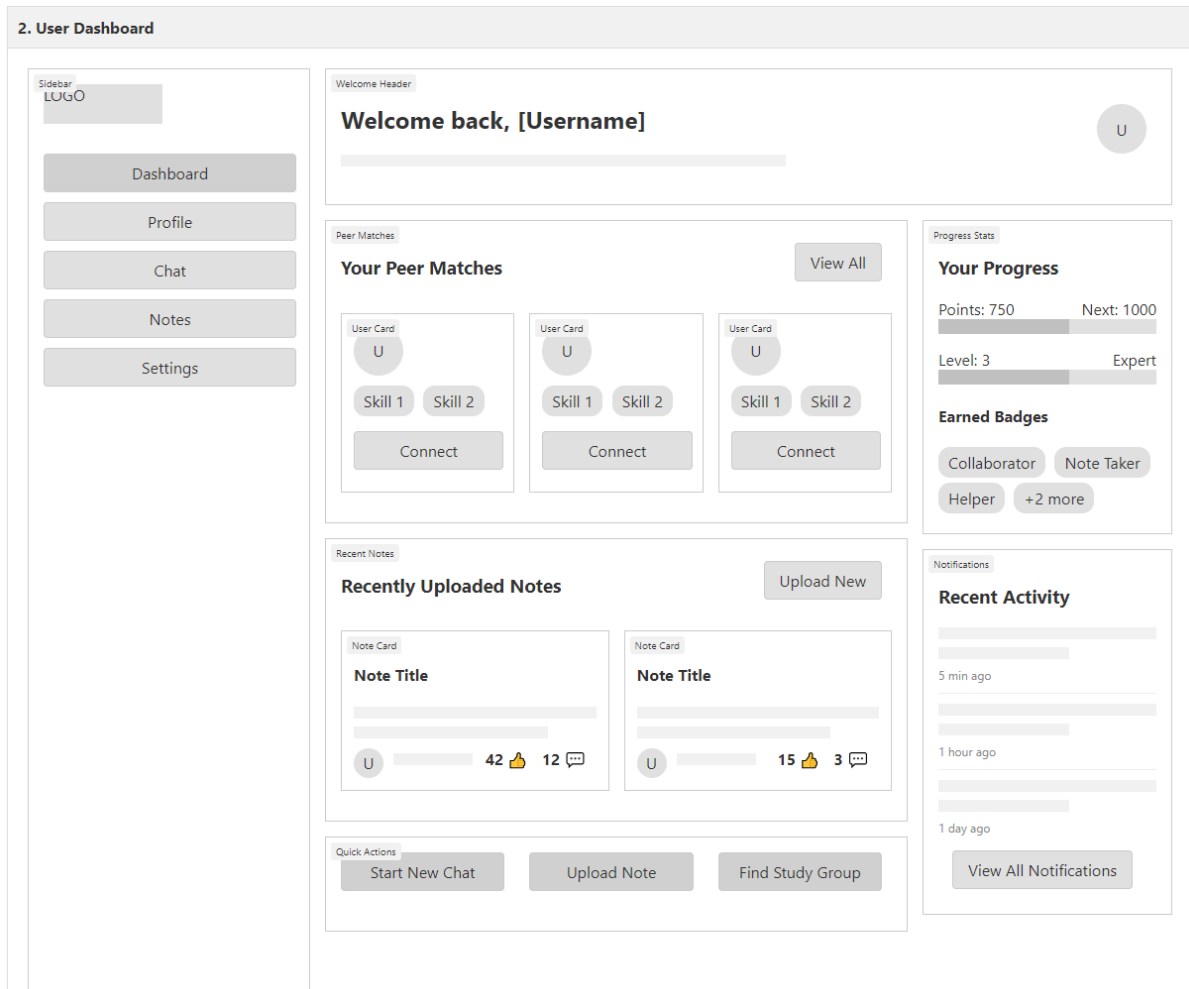 2. User Dashboard
Sidebar
LOGO
Dashboard
Profile
Chat
Notes
Settings
Welcome Header
Welcome back, [Username]
U
Peer Matches
Your Peer Matches
View All
User Card
U
Skill 1 Skill 2
Connect
User Card
U
Skill 1 Skill 2
Connect
User Card
U
Skill 1 Skill 2
Connect
Progress Stats
Your Progress
Points: 750 Next: 1000
Level: 3 Expert
Earned Badges
Collaborator Note Taker
Helper +2 more
Recent Notes
Recently Uploaded Notes
Upload New
Note Card
Note Title
U 42 👍 12 💬
Note Card
Note Title
U 15 👍 3 💬
Notifications
Recent Activity
5 min ago
1 hour ago
1 day ago
View All Notifications
Quick Actions
Start New Chat Upload Note Find Study Group